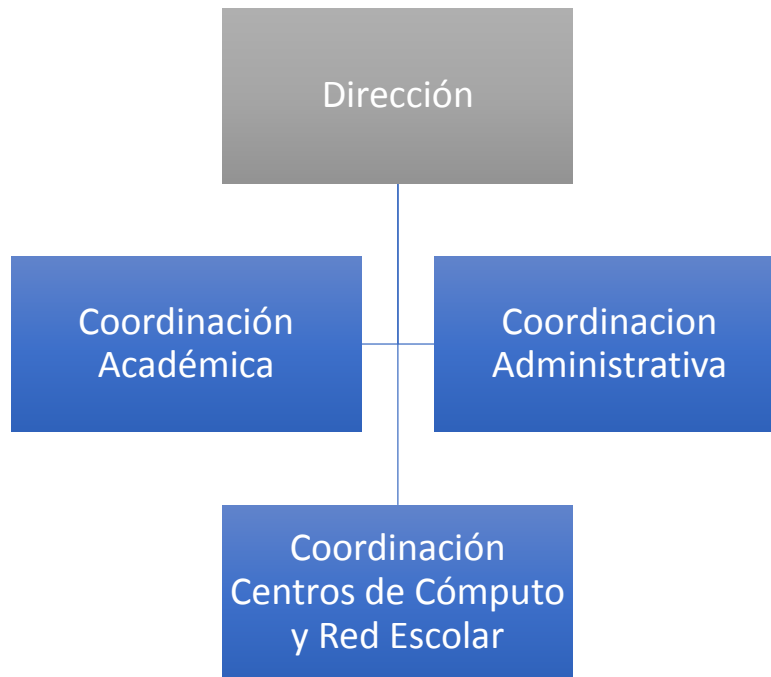 Dirección
Coordinación
Académica
Coordinacion
Administrativa
Coordinación
Centros de Cómputo
y Red Escolar